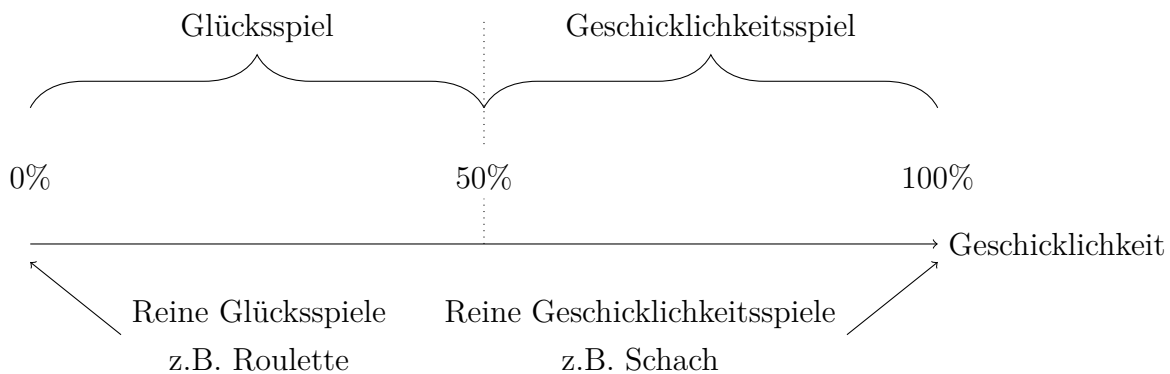 Glücksspiel
Geschicklichkeitsspiel
0%
50%
100%
Geschicklichkeit
Reine Glücksspiele
z.B. Roulette
Reine Geschicklichkeitsspiele
z.B. Schach